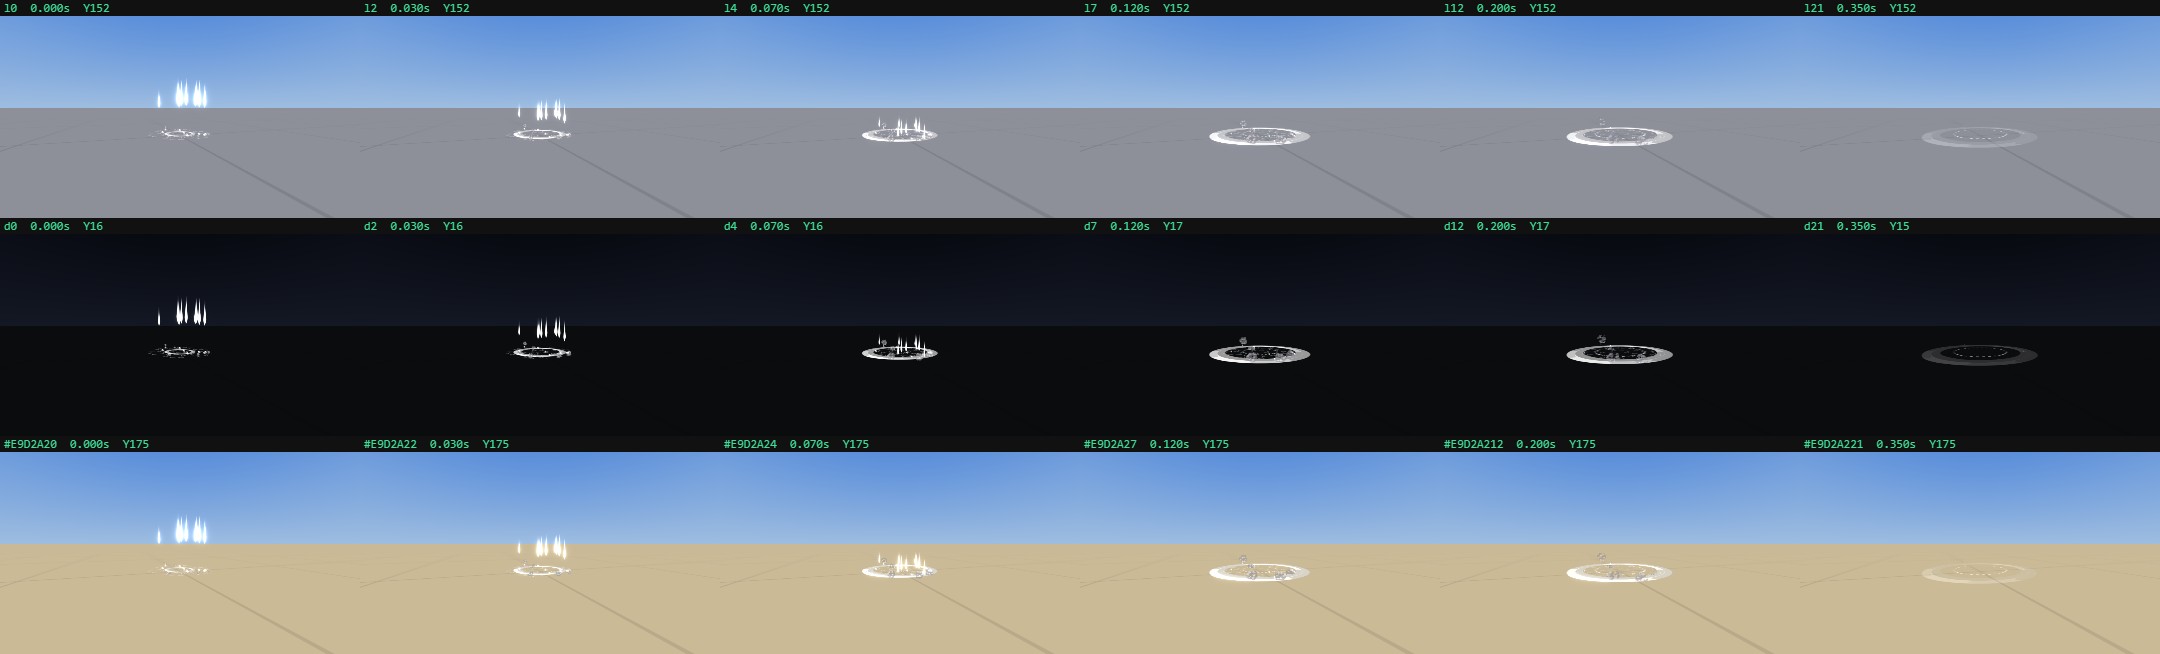 l0  0.000s  Y152  l2  0.030s  Y152  l4  0.070s  Y152  l7  0.120s  Y152  l12  0.200s  Y152  l21  0.350s  Y152
d0  0.000s  Y16  d2  0.030s  Y16  d4  0.070s  Y16  d7  0.120s  Y17  d12  0.200s  Y17  d21  0.350s  Y15
#E9D2A20  0.000s  Y175  #E9D2A22  0.030s  Y175  #E9D2A24  0.070s  Y175  #E9D2A27  0.120s  Y175  #E9D2A212  0.200s  Y175  #E9D2A221  0.350s  Y175